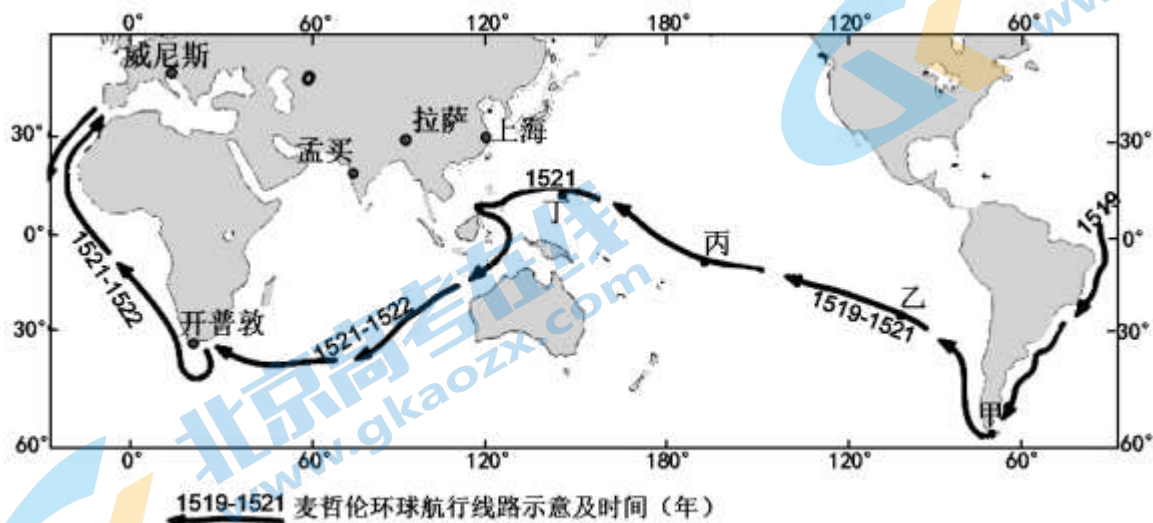 0° 60° 120° 180° 120° 60°
威尼斯
拉萨
上海
30° 孟买 30°
1521
丁
1519
0° 丙 0°
1521-1522
乙
1519-1521
开普敦
1521-1522
30° 30°
甲
60° 60°
0° 60° 120° 180° 120° 60°
1519-1521 麦哲伦环球航行线路示意及时间（年）
北京高考在线
www.gkaozx.com
www.